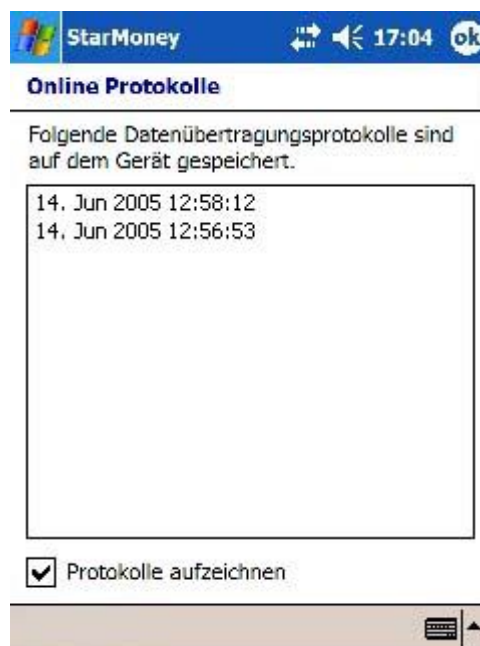 StarMoney 17:04 ok
Online Protokolle
Folgende Datenübertragungsprotokolle sind
auf dem Gerät gespeichert.
14. Jun 2005 12:58:12
14. Jun 2005 12:56:53
Protokolle aufzeichnen